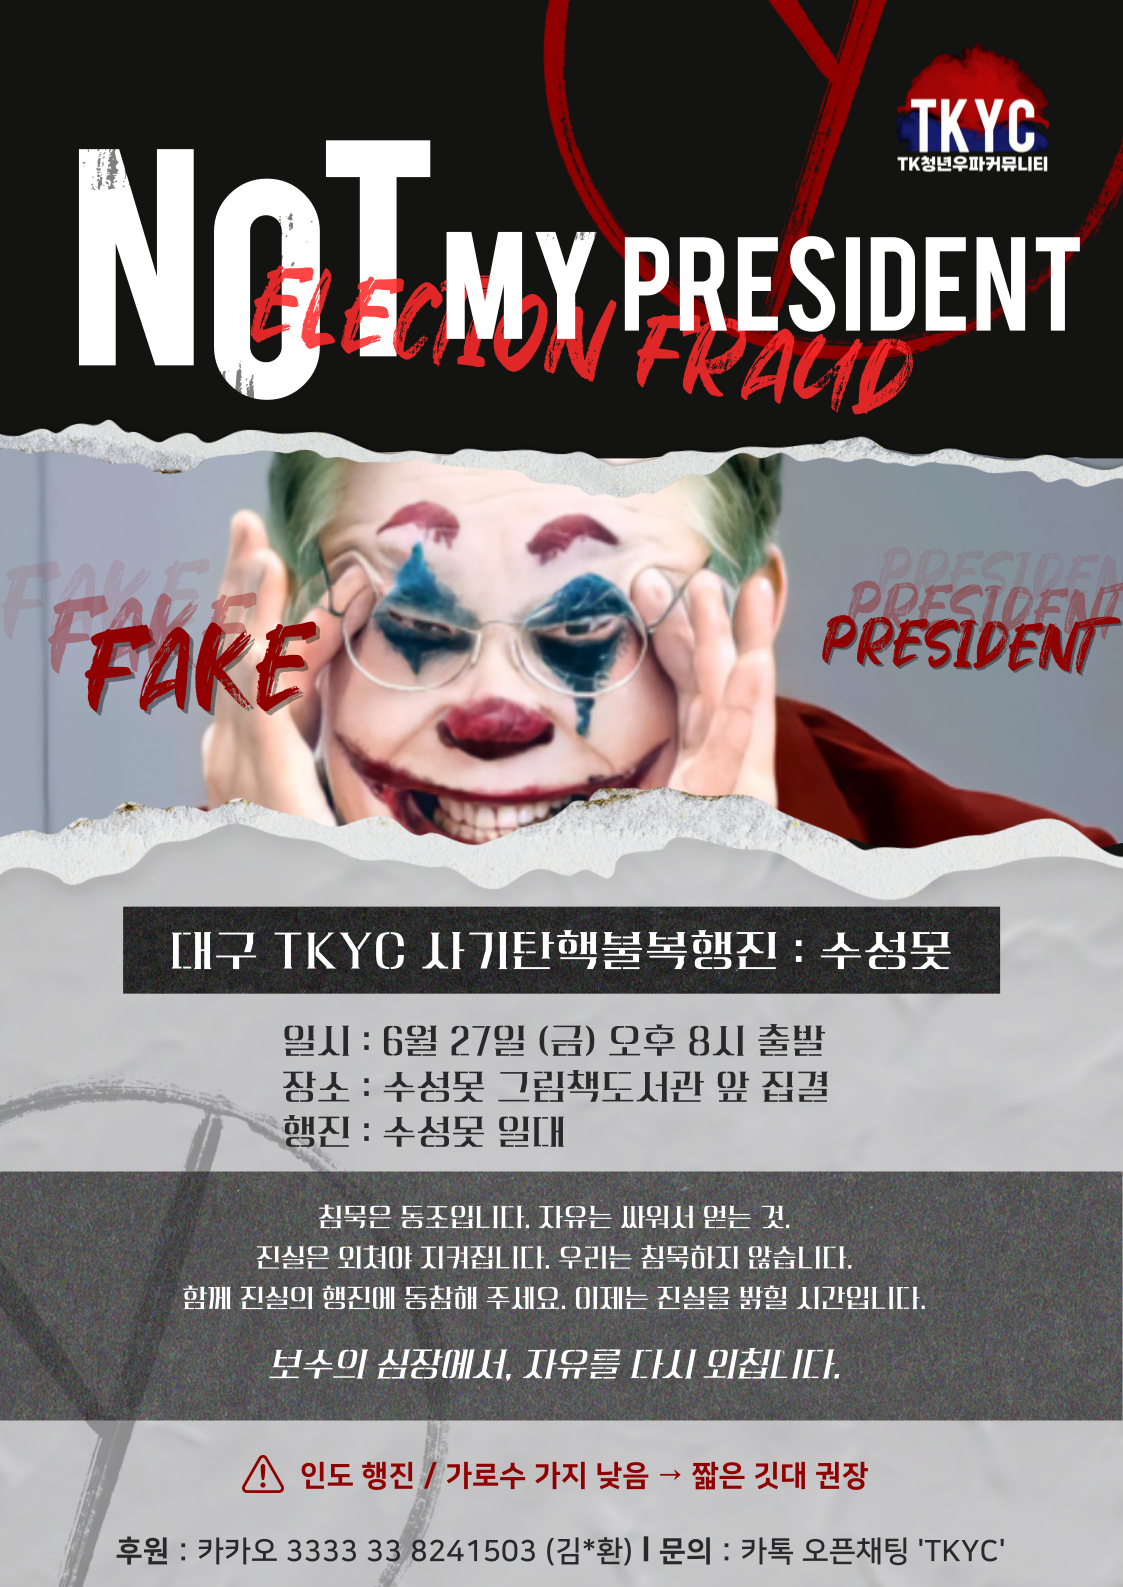 TKYC
TK청년우파커뮤니티
NOT MY PRESIDENT
ELECTION FRAUD
FAKE
FAKE
FAKE
PRESIDENT
PRESIDENT
PRESIDENT
대구 TKYC 사기탄핵불복행진 : 수성못
일시 : 6월 27일 (금) 오후 8시 출발
장소 : 수성못 그림책도서관 앞 집결
행진 : 수성못 일대
침묵은 동조입니다. 자유는 싸워서 얻는 것.
진실은 외쳐야 지켜집니다. 우리는 침묵하지 않습니다.
함께 진실의 행진에 동참해 주세요. 이제는 진실을 밝힐 시간입니다.
보수의 심장에서, 자유를 다시 외칩니다.
인도 행진 / 가로수 가지 낮음 → 짧은 깃대 권장
후원 : 카카오 3333 33 8241503 (김*환) l 문의 : 카톡 오픈채팅 'TKYC'